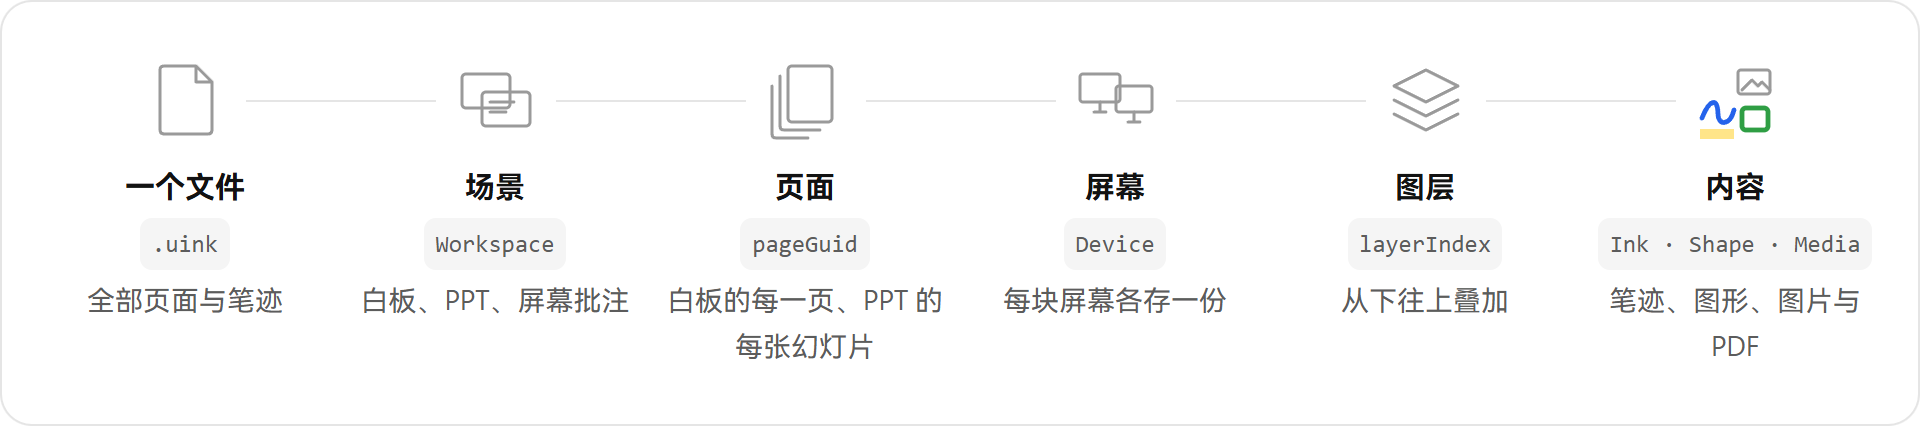 一个文件
.uink
全部页面与笔迹
场景
Workspace
白板、PPT、屏幕批注
页面
pageGuid
白板的每一页、PPT 的
每张幻灯片
屏幕
Device
每块屏幕各存一份
图层
layerIndex
从下往上叠加
内容
Ink · Shape · Media
笔迹、图形、图片与
PDF